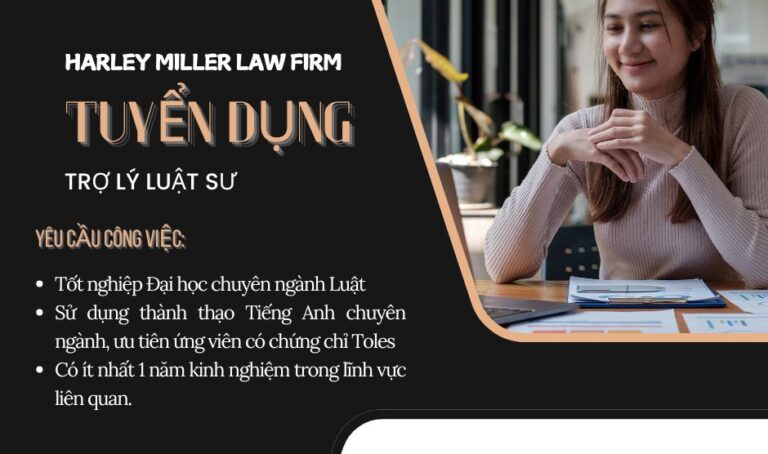 HARLEY MILLER LAW FIRM
TUYỂN DỤNG
TRỢ LÝ LUẬT SƯ
YÊU CẦU CÔNG VIỆC:
• Tốt nghiệp Đại học chuyên ngành Luật
• Sử dụng thành thạo Tiếng Anh chuyên
ngành, ưu tiên ứng viên có chứng chỉ Toles
• Có ít nhất 1 năm kinh nghiệm trong lĩnh vực
liên quan.